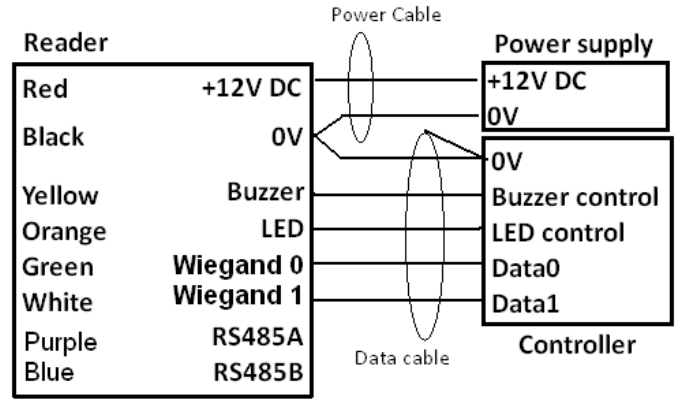 Power Cable
Reader
Power supply
Red +12V DC
+12V DC
Black 0V
0V
0V
Yellow Buzzer
Buzzer control
Orange LED
LED control
Green Wiegand 0
Data0
White Wiegand 1
Data1
Purple RS485A
Blue RS485B
Controller
Data cable